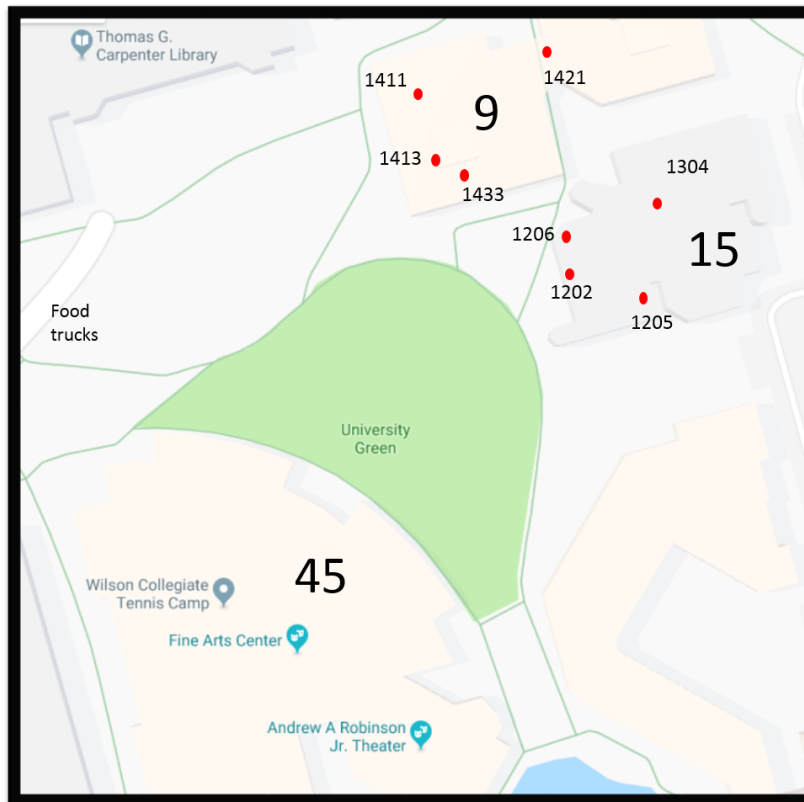 Thomas G.
Carpenter Library
1411
9
1421
1413
1433
1304
1206
15
1202
1205
Food
trucks
University
Green
45
Wilson Collegiate
Tennis Camp
Fine Arts Center
Andrew A Robinson
Jr. Theater